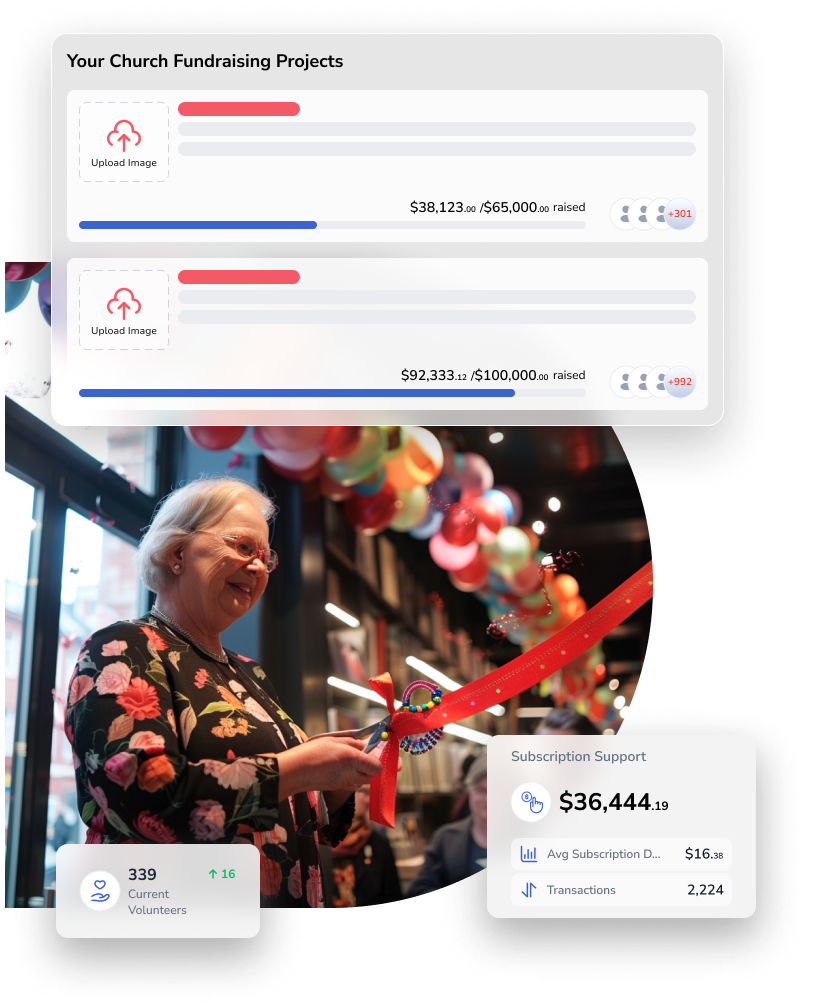 Your Church Fundraising Projects
Upload Image
$38,123.00 /$65,000.00 raised
+301
Upload Image
$92,333.12 /$100,000.00 raised
+992
Subscription Support
$36,444.19
Avg Subscription D... $16.38
Transactions 2,224
339 ↑ 16
Current
Volunteers